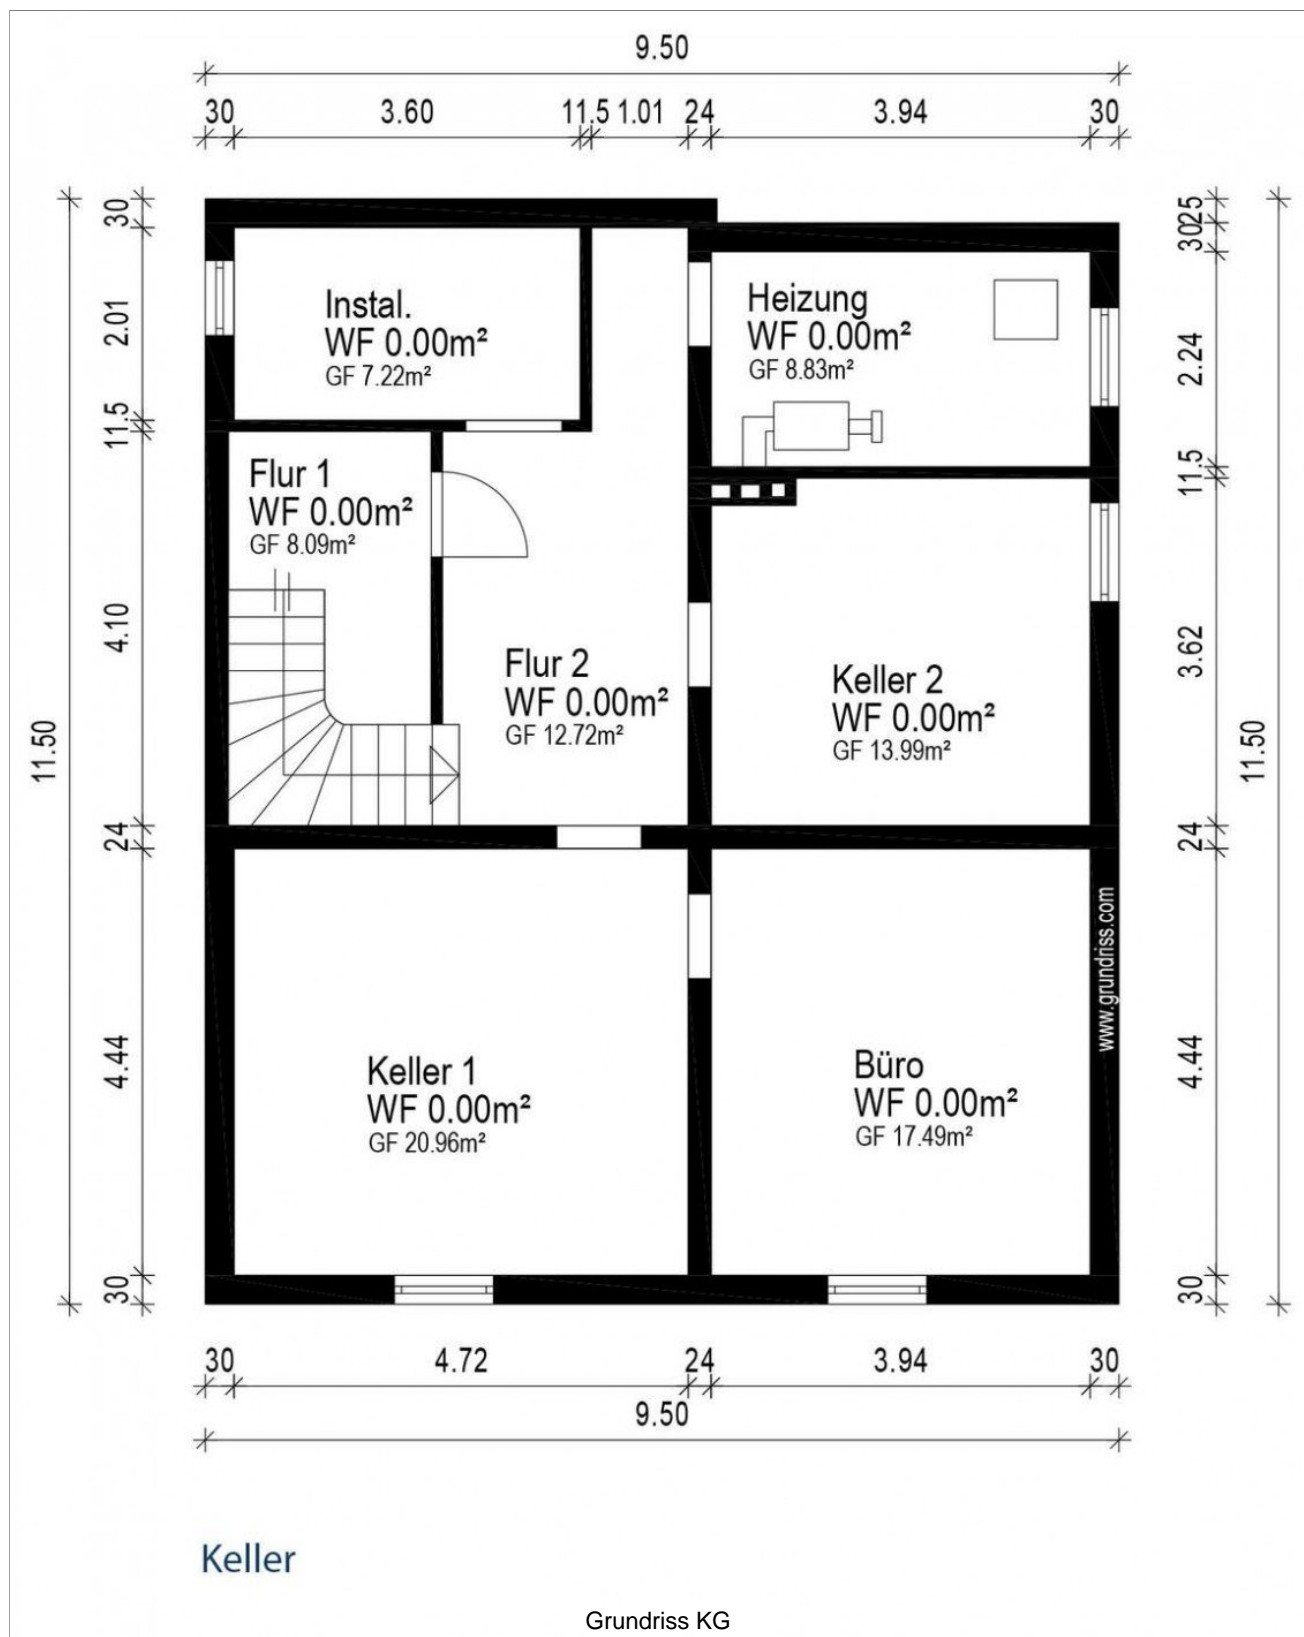 9.50
30 3.60 11.5 1.01 24 3.94 30
30
2.01
11.5
4.10
24
4.44
30
11.50
Instal.
WF 0.00m²
GF 7.22m²
Heizung
WF 0.00m²
GF 8.83m²
Flur 1
WF 0.00m²
GF 8.09m²
Flur 2
WF 0.00m²
GF 12.72m²
Keller 2
WF 0.00m²
GF 13.99m²
Keller 1
WF 0.00m²
GF 20.96m²
Büro
WF 0.00m²
GF 17.49m²
www.grundriss.com
25
30
2.24
11.5
3.62
24
4.44
30
11.50
30 4.72 24 3.94 30
9.50
Keller
Grundriss KG